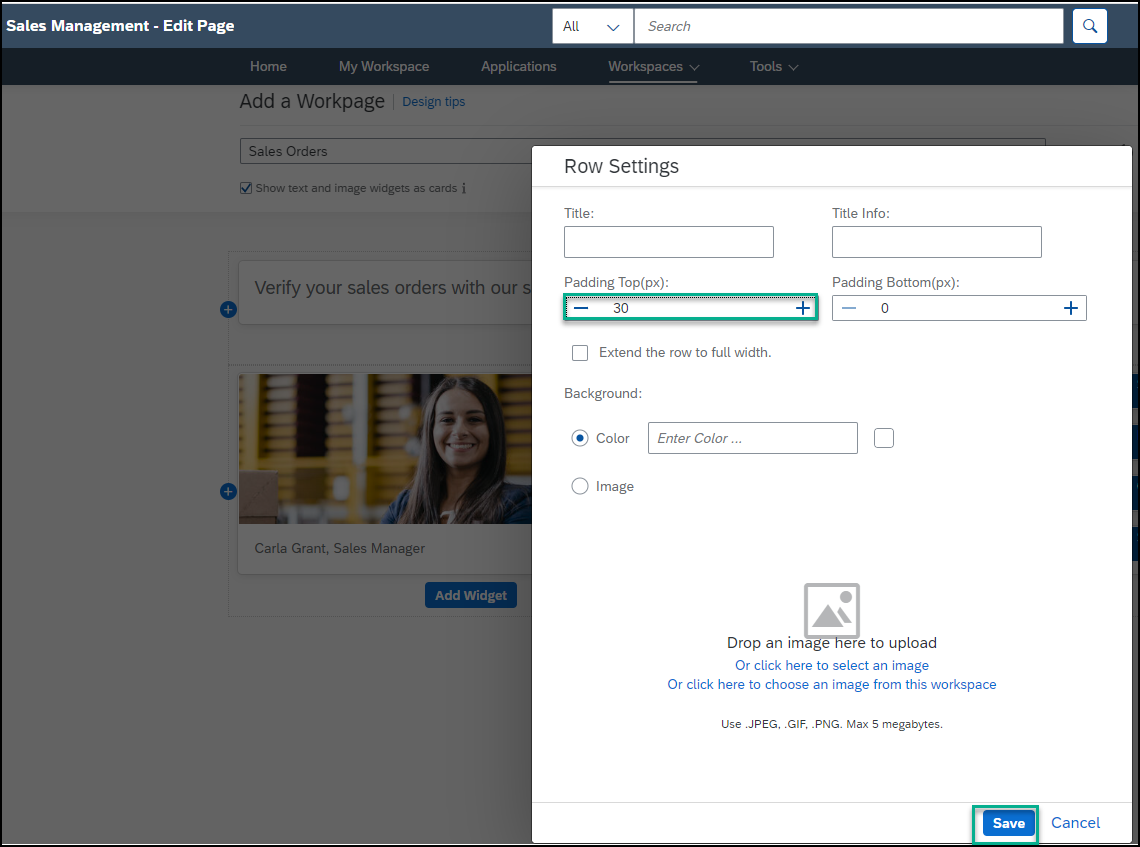 Sales Management - Edit Page
All
Search
Home
My Workspace
Applications
Workspaces
Tools
Add a Workpage
Design tips
Sales Orders
Show text and image widgets as cards
Verify your sales orders with our s
Carla Grant, Sales Manager
Add Widget
Row Settings
Title:
Title Info:
Padding Top(px):
Padding Bottom(px):
30
0
Extend the row to full width.
Background:
Color
Enter Color ...
Image
Drop an image here to upload
Or click here to select an image
Or click here to choose an image from this workspace
Use .JPEG, .GIF, .PNG. Max 5 megabytes.
Save
Cancel